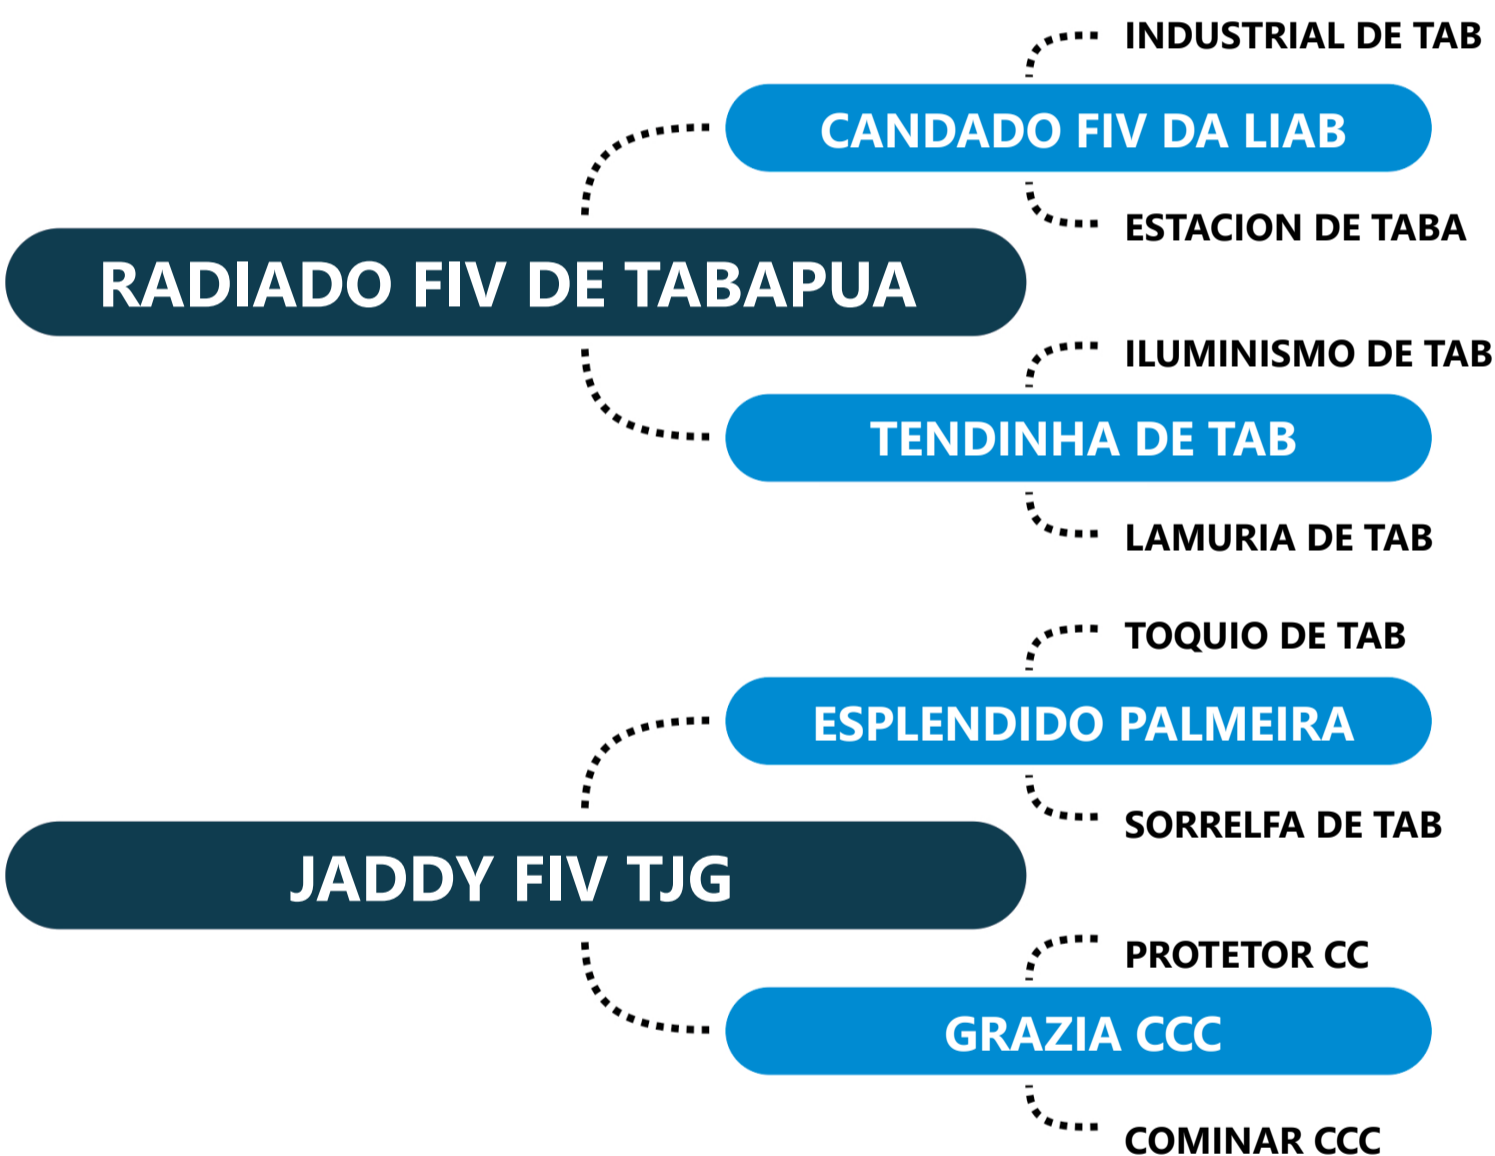 INDUSTRIAL DE TAB
CANDADO FIV DA LIAB
ESTACION DE TABA
RADIADO FIV DE TABAPUA
ILUMINISMO DE TAB
TENDINHA DE TAB
LAMURIA DE TAB
TOQUIO DE TAB
ESPLENDIDO PALMEIRA
SORRELFA DE TAB
JADDY FIV TJG
PROTETOR CC
GRAZIA CCC
COMINAR CCC